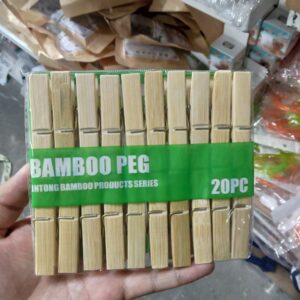 BAMBOO PEG
INTONG BAMBOO PRODUCTS SERIES
20PC